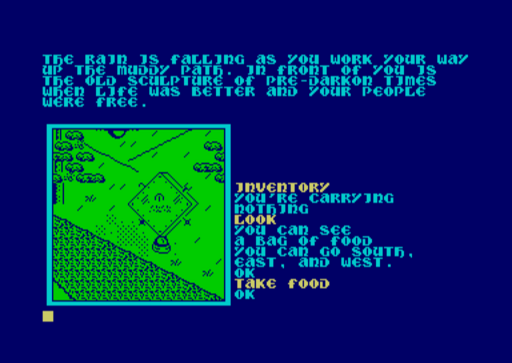 THE RAIN IS FALLING AS YOU WORK YOUR WAY
UP THE MUDDY PATH. IN FRONT OF YOU IS
THE OLD SCULPTURE OF PRE-DARKON TIMES
WHEN LIFE WAS BETTER AND YOUR PEOPLE
WERE FREE.
INVENTORY
YOU'RE CARRYING
NOTHING
LOOK
YOU CAN SEE
A BAG OF FOOD
YOU CAN GO SOUTH,
EAST, AND WEST.
OK
TAKE FOOD
OK